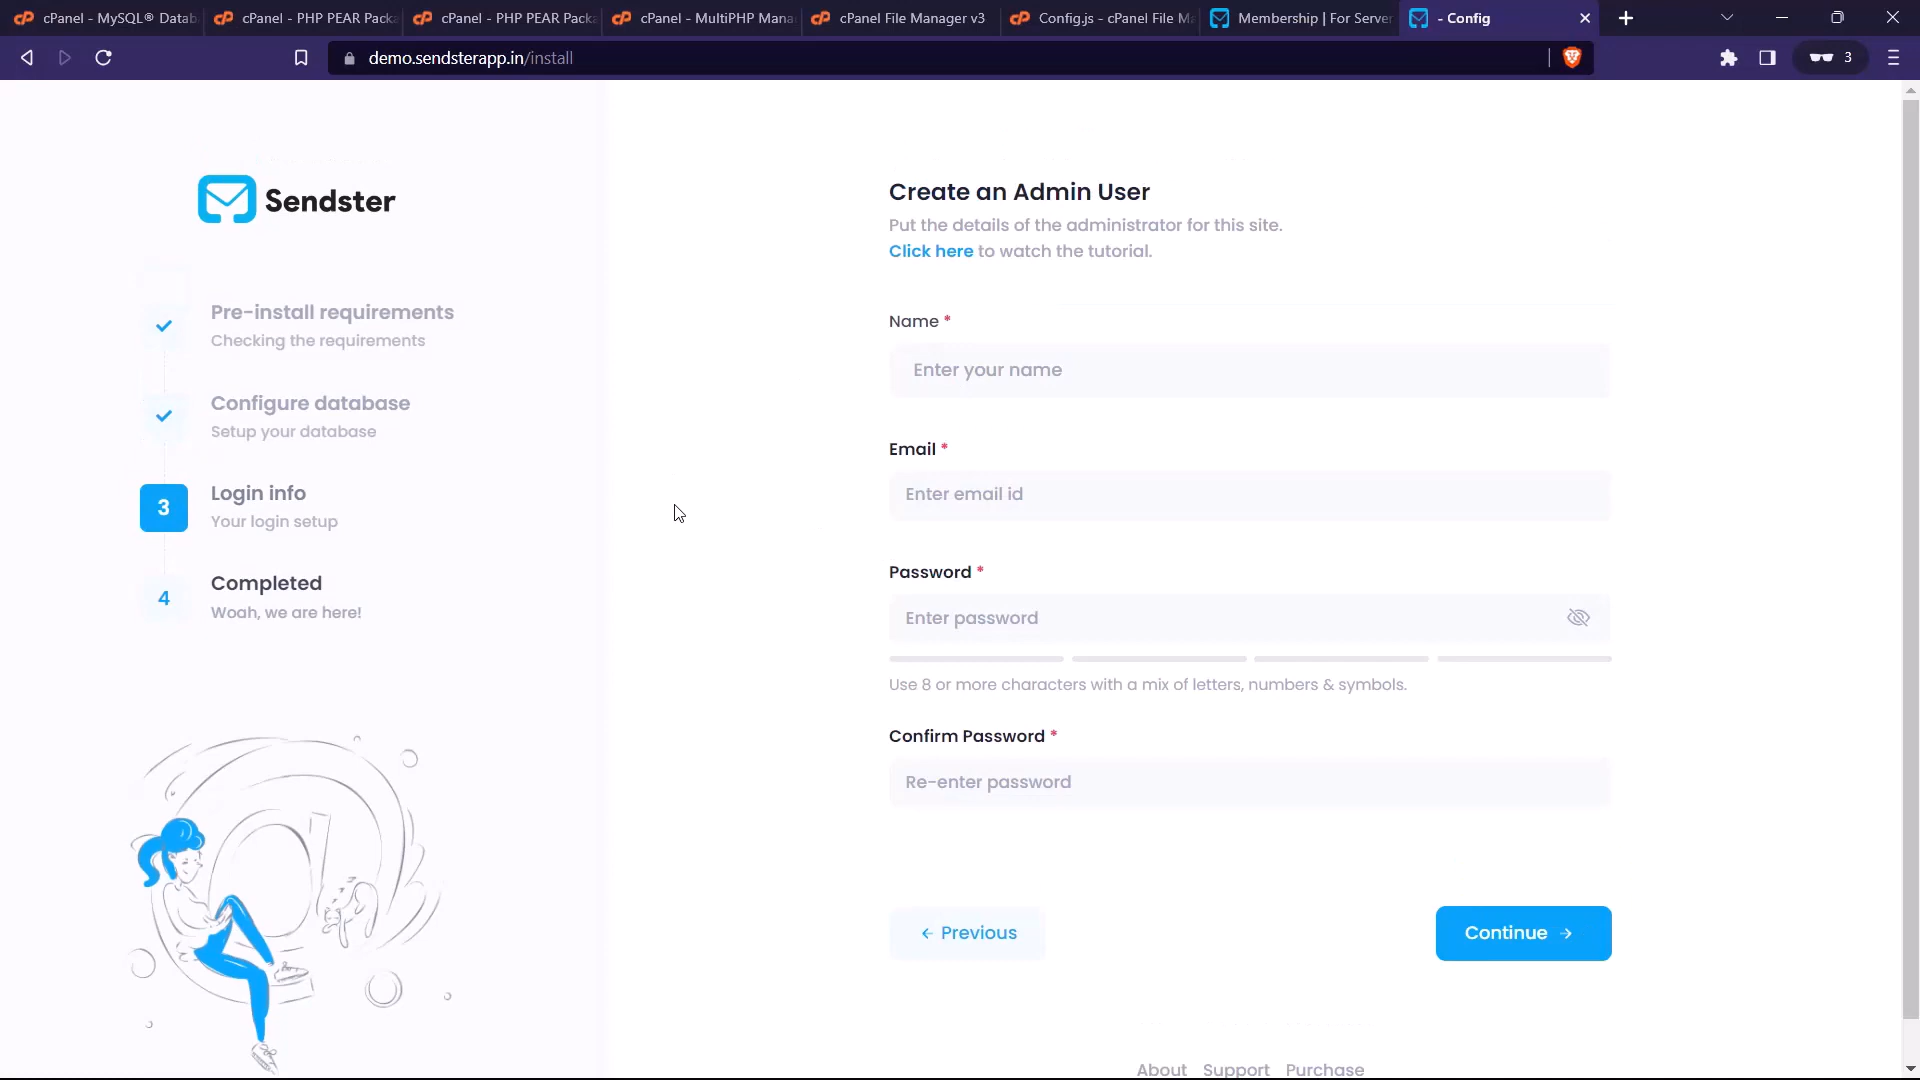 cPanel - MySQL® Datab
cPanel - PHP PEAR Packa
cPanel - PHP PEAR Packa
cPanel - MultiPHP Mana
cPanel File Manager v3
Config.js - cPanel File Ma
Membership | For Server
- Config
demo.sendsterapp.in/install
3
Sendster
Pre-install requirements
Checking the requirements
Configure database
Setup your database
3
Login info
Your login setup
4
Completed
Woah, we are here!
Create an Admin User
Put the details of the administrator for this site.
Click here to watch the tutorial.
Name *
Enter your name
Email *
Enter email id
Password *
Enter password
Use 8 or more characters with a mix of letters, numbers & symbols.
Confirm Password *
Re-enter password
← Previous
Continue →
About Support Purchase